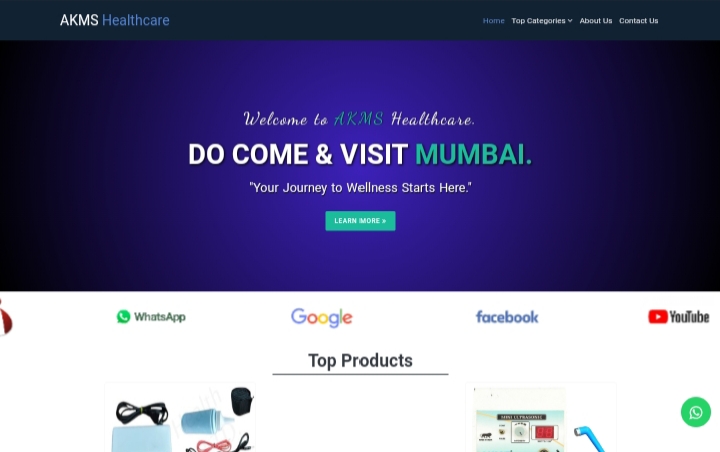 AKMS Healthcare
Home Top Categories About Us Contact Us
Welcome to AKMS Healthcare.
DO COME & VISIT MUMBAI.
"Your Journey to Wellness Starts Here."
LEARN MORE »
WhatsApp
Google
facebook
YouTube
Top Products
MINI ULTRASONIC